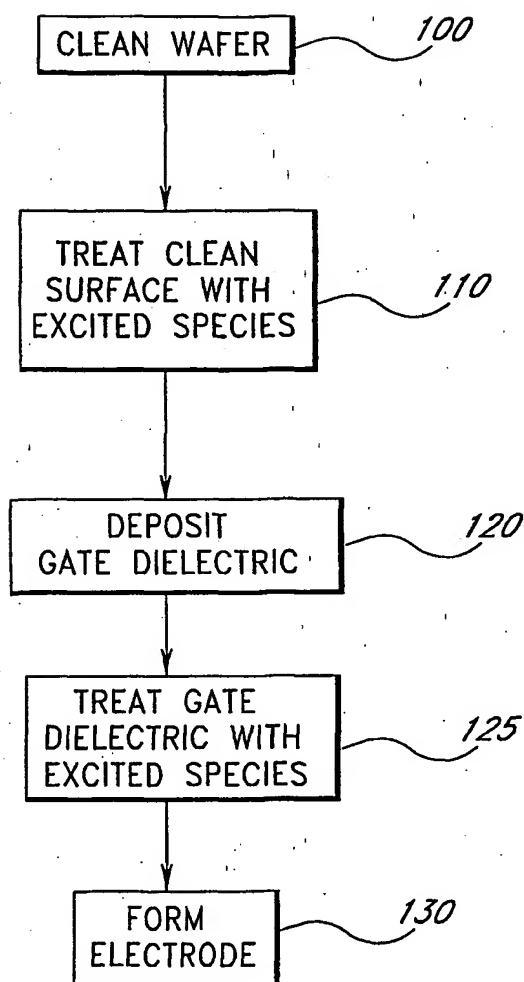 CLEAN WAFER
100
TREAT CLEAN
SURFACE WITH
EXCITED SPECIES
110
DEPOSIT
GATE DIELECTRIC
120
TREAT GATE
DIELECTRIC WITH
EXCITED SPECIES
125
FORM
ELECTRODE
130